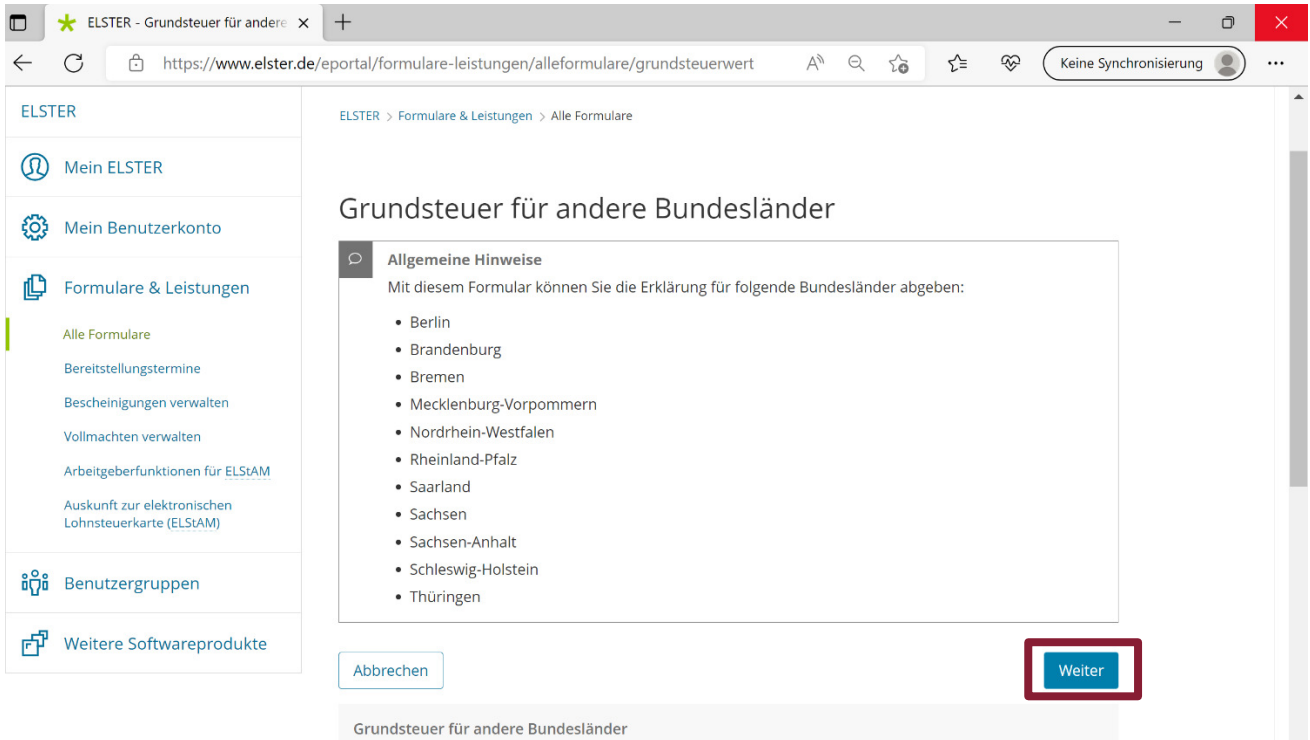 ELSTER - Grundsteuer für andere
https://www.elster.de/eportal/formulare-leistungen/alleformulare/grundsteuerwert
Keine Synchronisierung
ELSTER
Mein ELSTER
Mein Benutzerkonto
Formulare & Leistungen
Alle Formulare
Bereitstellungstermine
Bescheinigungen verwalten
Vollmachten verwalten
Arbeitgeberfunktionen für ELStAM
Auskunft zur elektronischen
Lohnsteuerkarte (ELStAM)
Benutzergruppen
Weitere Softwareprodukte
ELSTER > Formulare & Leistungen > Alle Formulare
Grundsteuer für andere Bundesländer
Allgemeine Hinweise
Mit diesem Formular können Sie die Erklärung für folgende Bundesländer abgeben:
• Berlin
• Brandenburg
• Bremen
• Mecklenburg-Vorpommern
• Nordrhein-Westfalen
• Rheinland-Pfalz
• Saarland
• Sachsen
• Sachsen-Anhalt
• Schleswig-Holstein
• Thüringen
Abbrechen
Weiter
Grundsteuer für andere Bundesländer